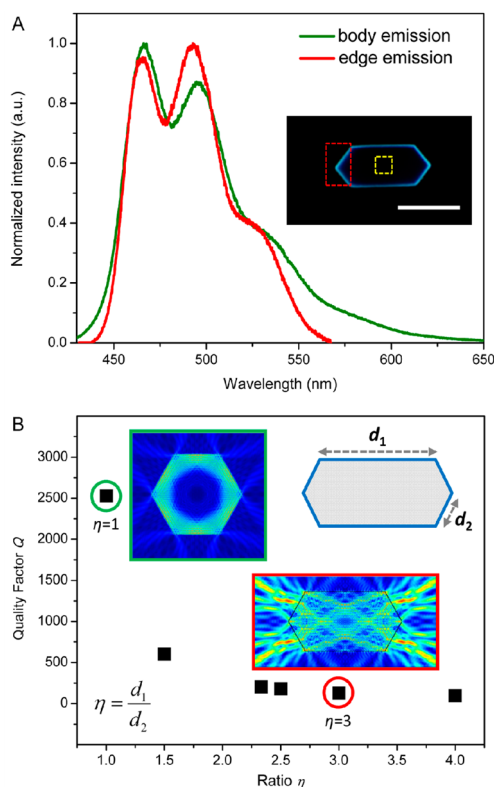 A
body emission
edge emission
Normalized intensity (a.u.)
1.0
0.8
0.6
0.4
0.2
0.0
450
500
550
600
650
Wavelength (nm)
B
Quality Factor Q
3000
2500
2000
1500
1000
500
0
η=1
d1
d2
η = d1/d2
η=3
1.0
1.5
2.0
2.5
3.0
3.5
4.0
Ratio η